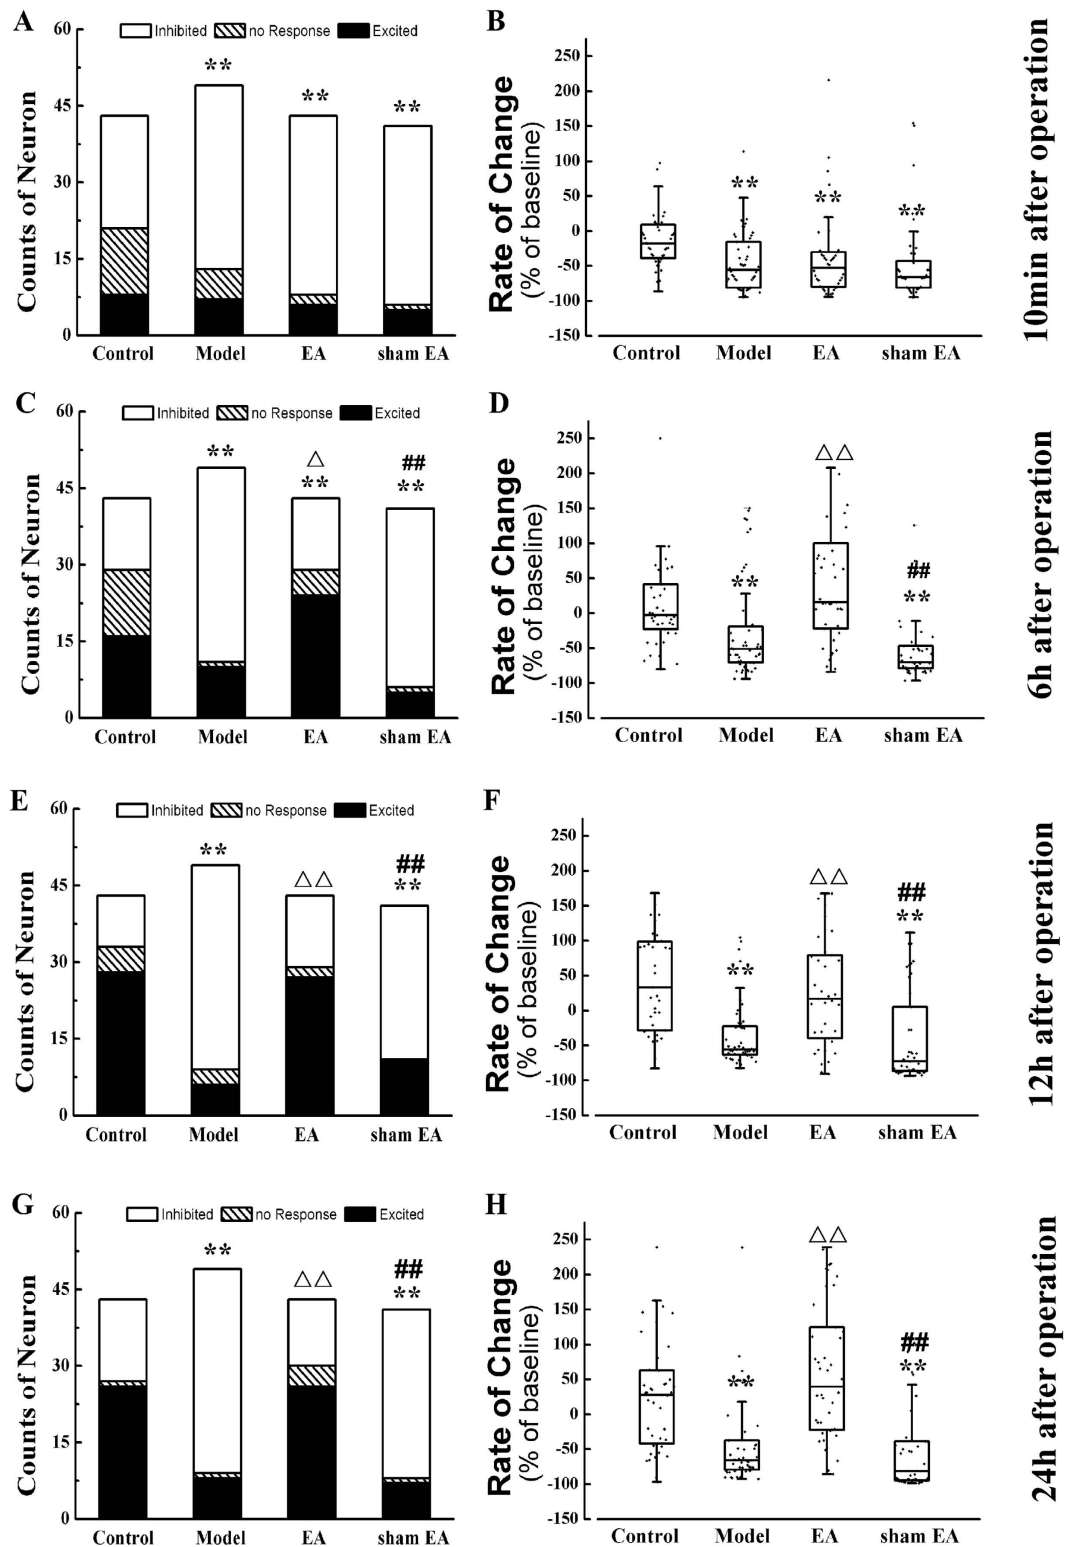 A
Inhibited no Response Excited
Counts of Neuron
60
45
30
15
0
** ** **
Control Model EA sham EA
B
Rate of Change
(% of baseline)
250
200
150
100
50
0
-50
-100
-150
** ** **
Control Model EA sham EA
10min after operation
C
Inhibited no Response Excited
Counts of Neuron
60
45
30
15
0
** △ ** ## **
Control Model EA sham EA
D
Rate of Change
(% of baseline)
250
200
150
100
50
0
-50
-100
-150
** △△ ## **
Control Model EA sham EA
6h after operation
E
Inhibited no Response Excited
Counts of Neuron
60
45
30
15
0
** △△ ## **
Control Model EA sham EA
F
Rate of Change
(% of baseline)
250
200
150
100
50
0
-50
-100
-150
** △△ ## **
Control Model EA sham EA
12h after operation
G
Inhibited no Response Excited
Counts of Neuron
60
45
30
15
0
** △△ ## **
Control Model EA sham EA
H
Rate of Change
(% of baseline)
250
200
150
100
50
0
-50
-100
-150
** △△ ## **
Control Model EA sham EA
24h after operation